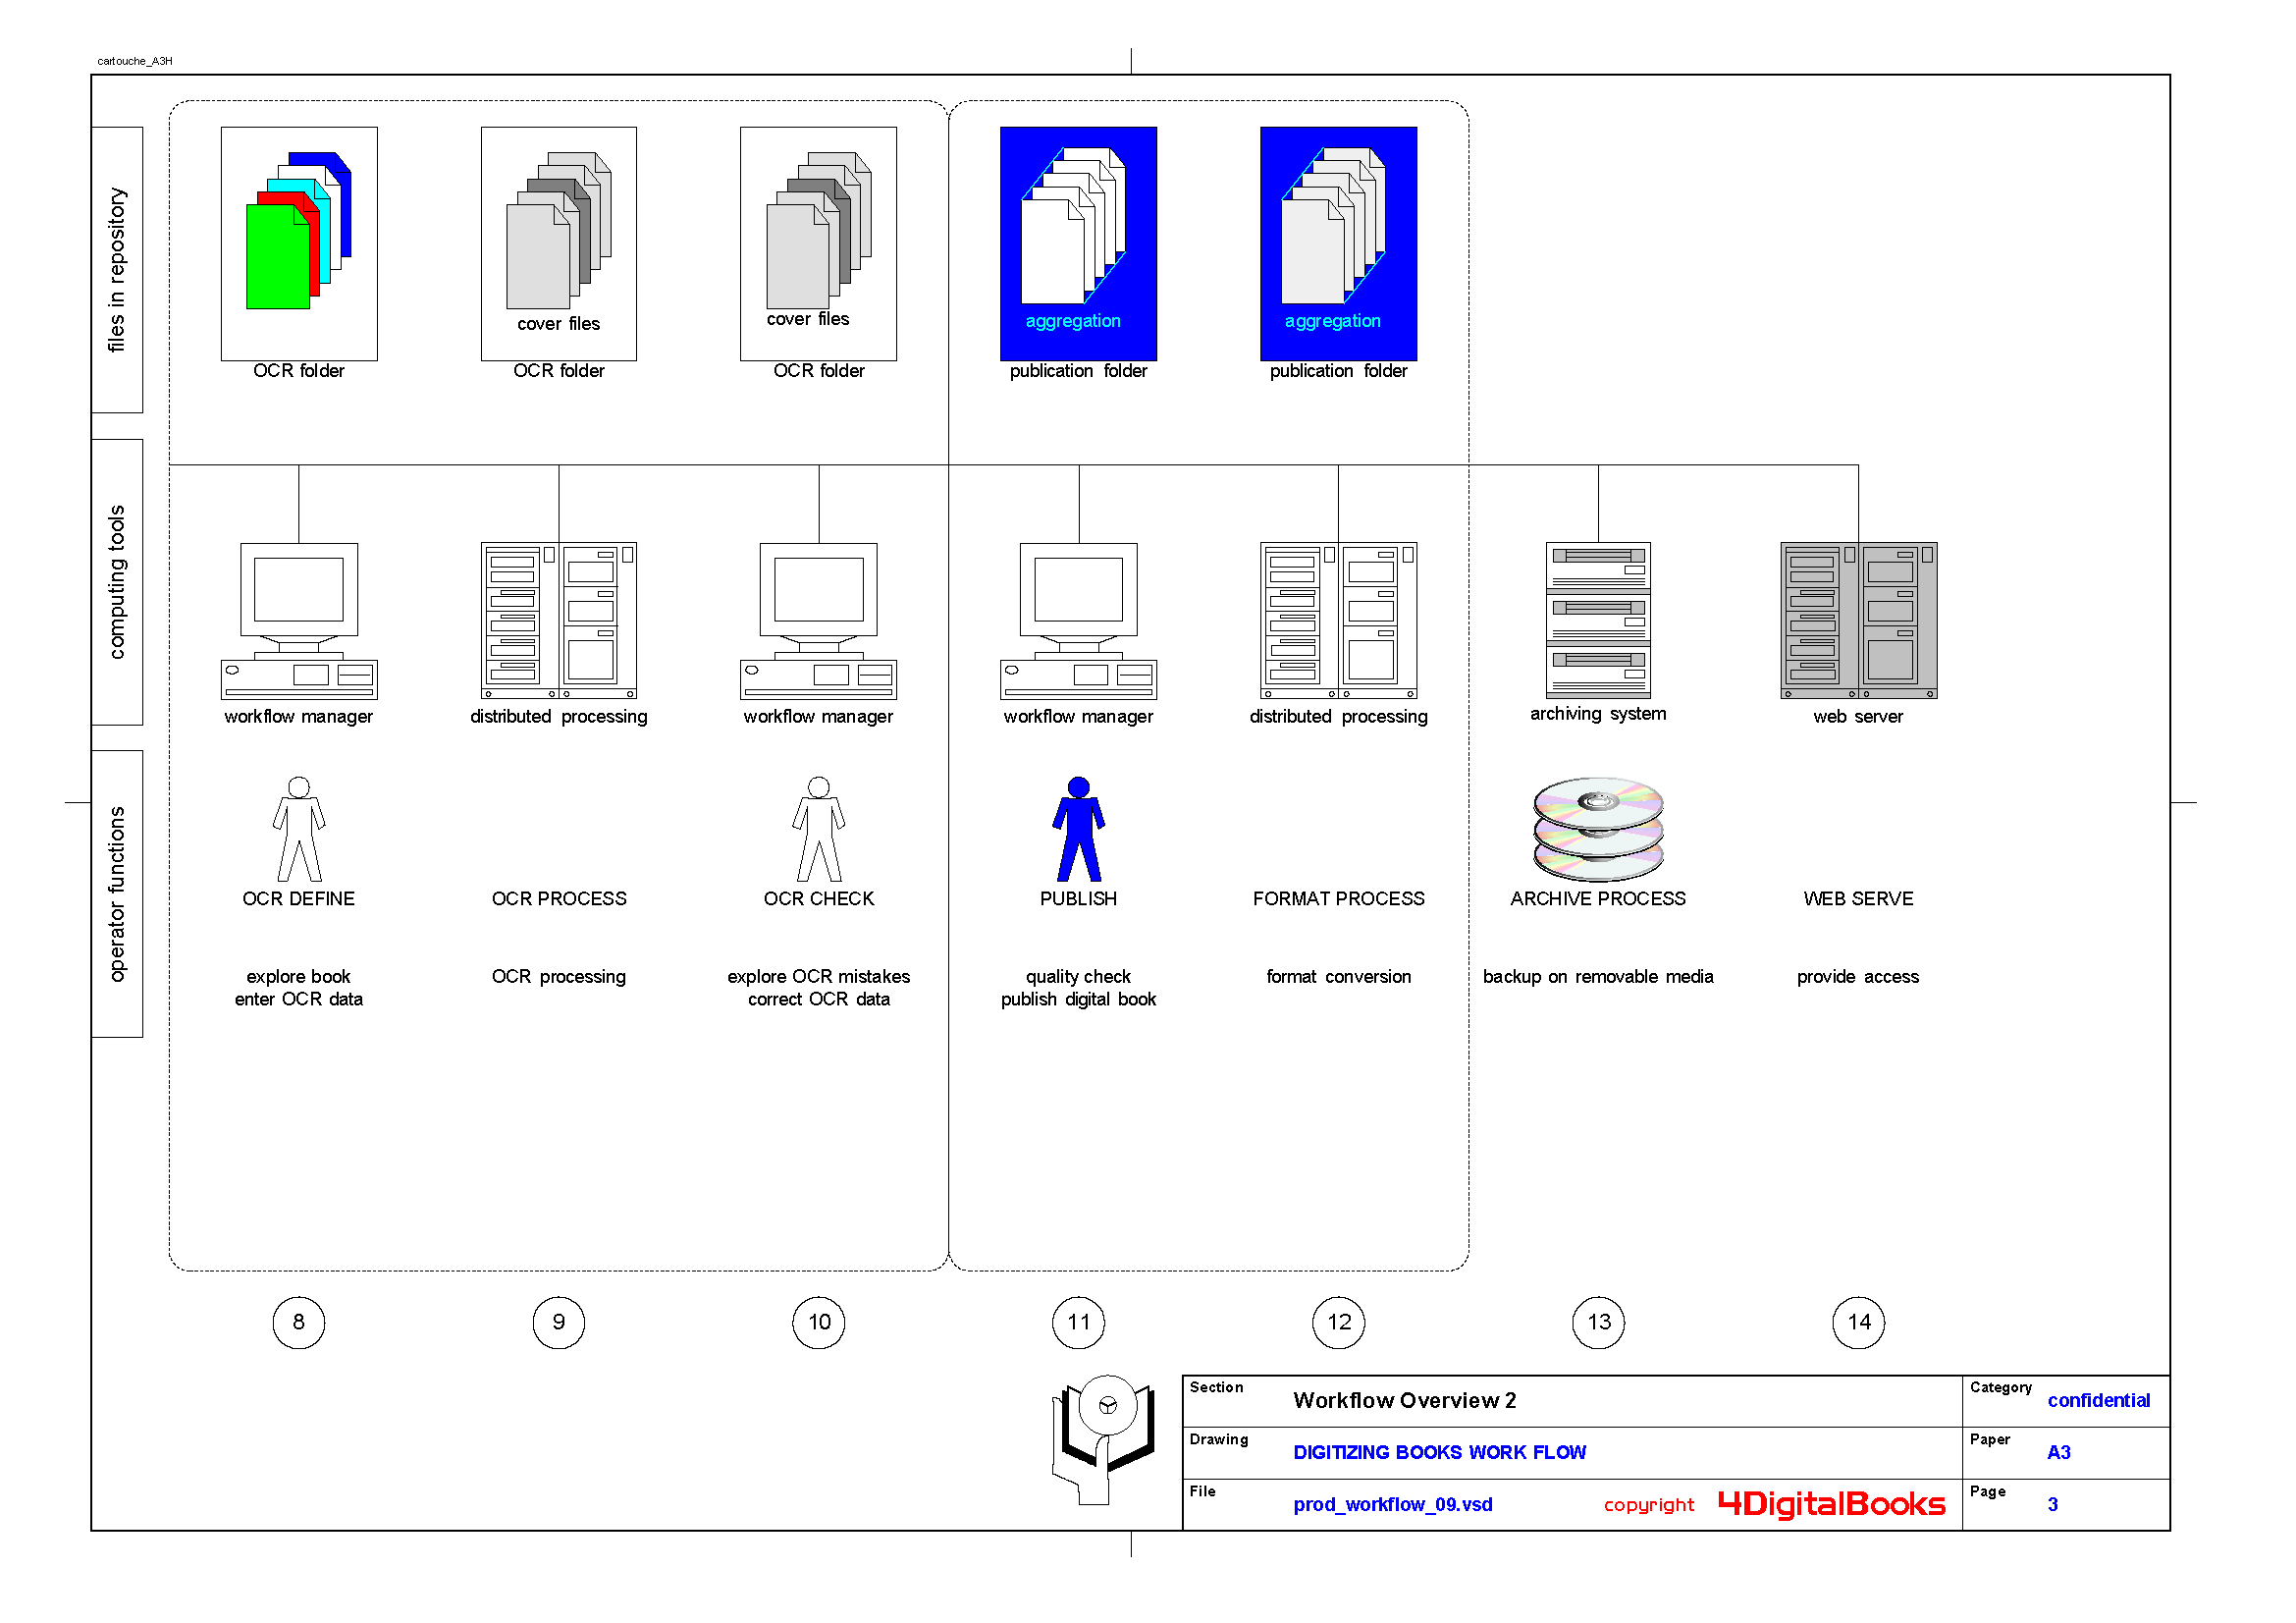 cartouche_A3H
files in repository
cover files
cover files
aggregation
aggregation
OCR folder
OCR folder
OCR folder
publication folder
publication folder
computing tools
workflow manager
distributed processing
workflow manager
workflow manager
distributed processing
archiving system
web server
operator functions
OCR DEFINE
OCR PROCESS
OCR CHECK
PUBLISH
FORMAT PROCESS
ARCHIVE PROCESS
WEB SERVE
explore book
enter OCR data
OCR processing
explore OCR mistakes
correct OCR data
quality check
publish digital book
format conversion
backup on removable media
provide access
8
9
10
11
12
13
14
Section
Workflow Overview 2
Category
confidential
Drawing
DIGITIZING BOOKS WORK FLOW
Paper
A3
File
prod_workflow_09.vsd
copyright
4DigitalBooks
Page
3